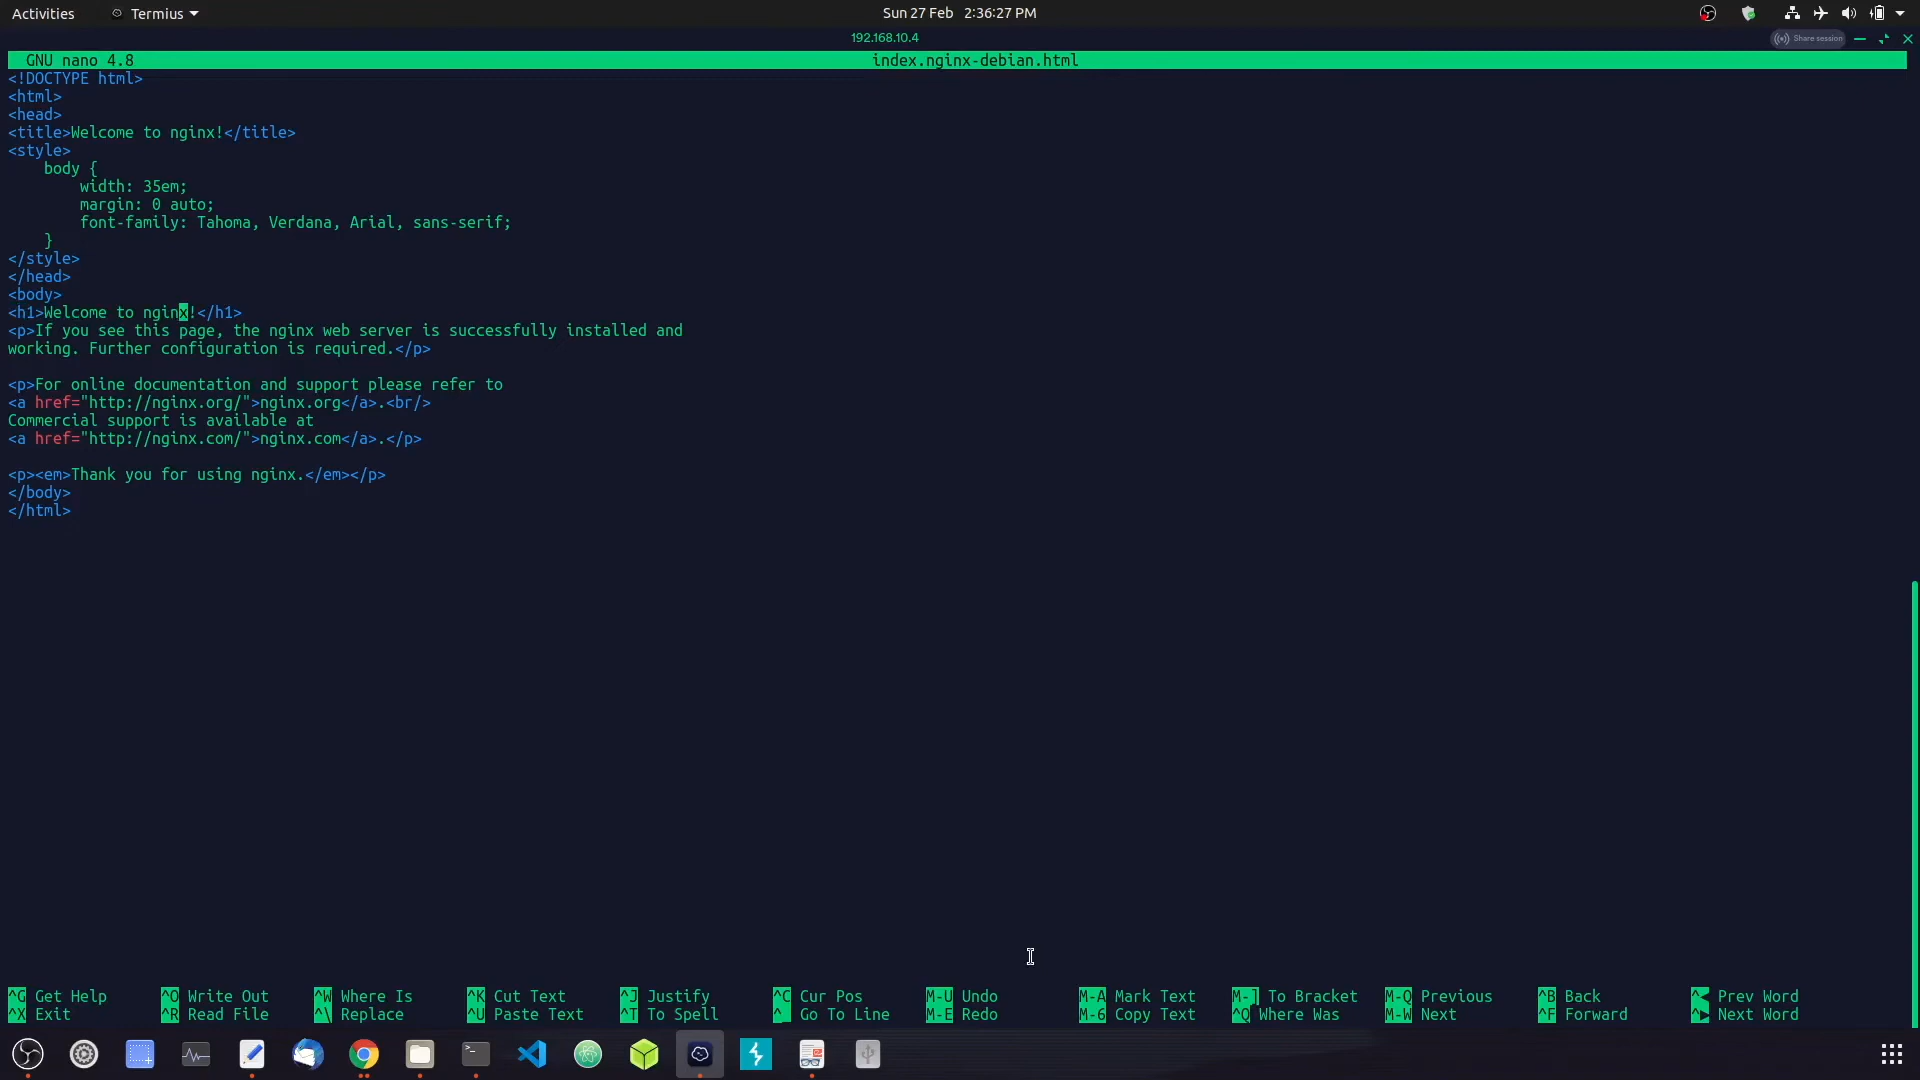 Activities Termius Sun 27 Feb 2:36:27 PM
192.168.10.4 Share session
GNU nano 4.8 index.nginx-debian.html
<!DOCTYPE html>
<html>
<head>
<title>Welcome to nginx!</title>
<style>
    body {
        width: 35em;
        margin: 0 auto;
        font-family: Tahoma, Verdana, Arial, sans-serif;
    }
</style>
</head>
<body>
<h1>Welcome to nginx!</h1>
<p>If you see this page, the nginx web server is successfully installed and
working. Further configuration is required.</p>

<p>For online documentation and support please refer to
<a href="http://nginx.org/">nginx.org</a>.<br/>
Commercial support is available at
<a href="http://nginx.com/">nginx.com</a>.</p>

<p><em>Thank you for using nginx.</em></p>
</body>
</html>
^G Get Help ^O Write Out ^W Where Is ^K Cut Text ^J Justify ^C Cur Pos M-U Undo M-A Mark Text M-] To Bracket M-Q Previous ^B Back ^◀ Prev Word
^X Exit ^R Read File ^\ Replace ^U Paste Text ^T To Spell ^_ Go To Line M-E Redo M-6 Copy Text ^Q Where Was M-W Next ^F Forward ^▶ Next Word